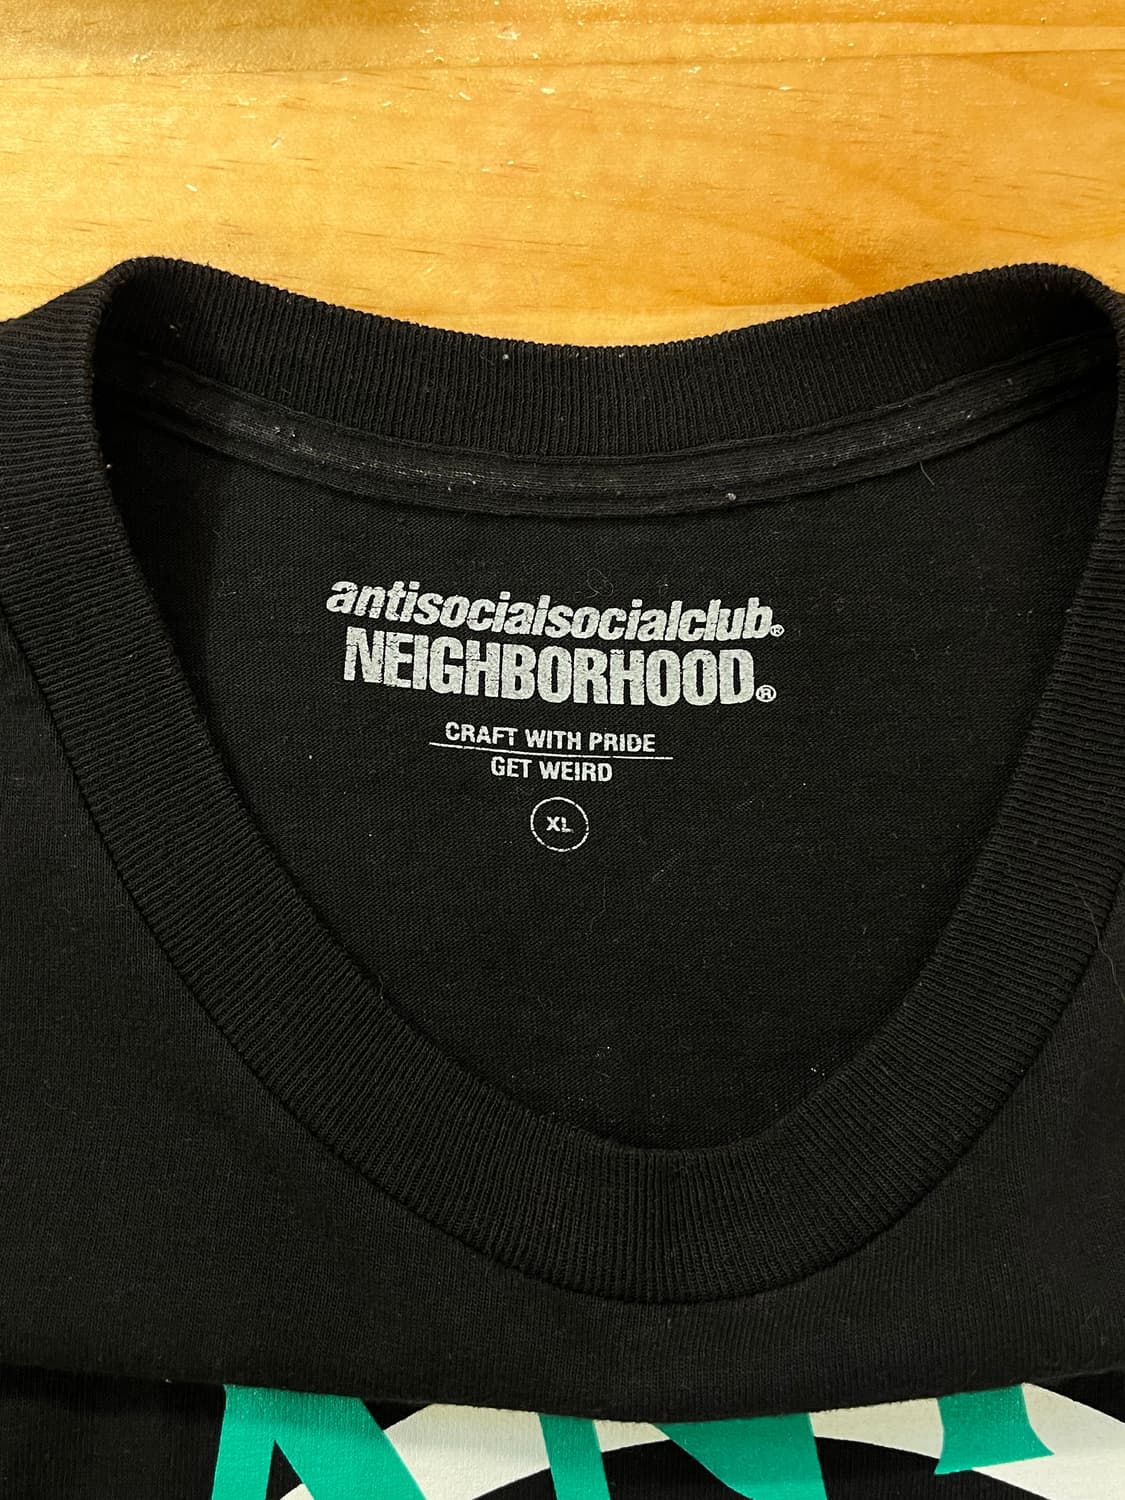 antisocialsocialclub®
NEIGHBORHOOD®
CRAFT WITH PRIDE
GET WEIRD
XL